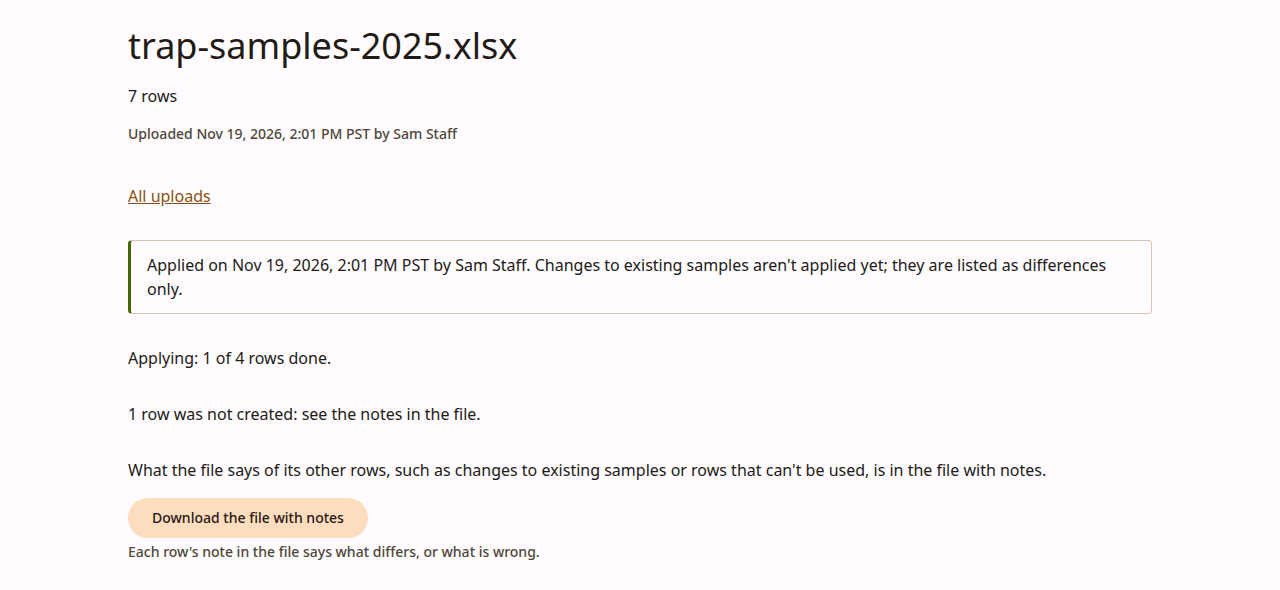 trap-samples-2025.xlsx
7 rows
Uploaded Nov 19, 2026, 2:01 PM PST by Sam Staff
All uploads
Applied on Nov 19, 2026, 2:01 PM PST by Sam Staff. Changes to existing samples aren't applied yet; they are listed as differences
only.
Applying: 1 of 4 rows done.
1 row was not created: see the notes in the file.
What the file says of its other rows, such as changes to existing samples or rows that can't be used, is in the file with notes.
Download the file with notes
Each row's note in the file says what differs, or what is wrong.